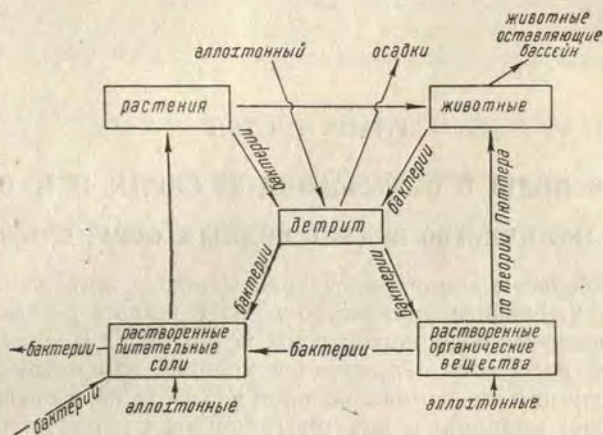 животные
оставляющие
бассейн
аллохтонный
осадки
растения
животные
бактерии
бактерии
детрит
по теории Пюттера
бактерии
бактерии
растворенные
питательные
соли
бактерии
бактерии
растворенные
органические
вещества
бактерии
аллохтонные
аллохтонные